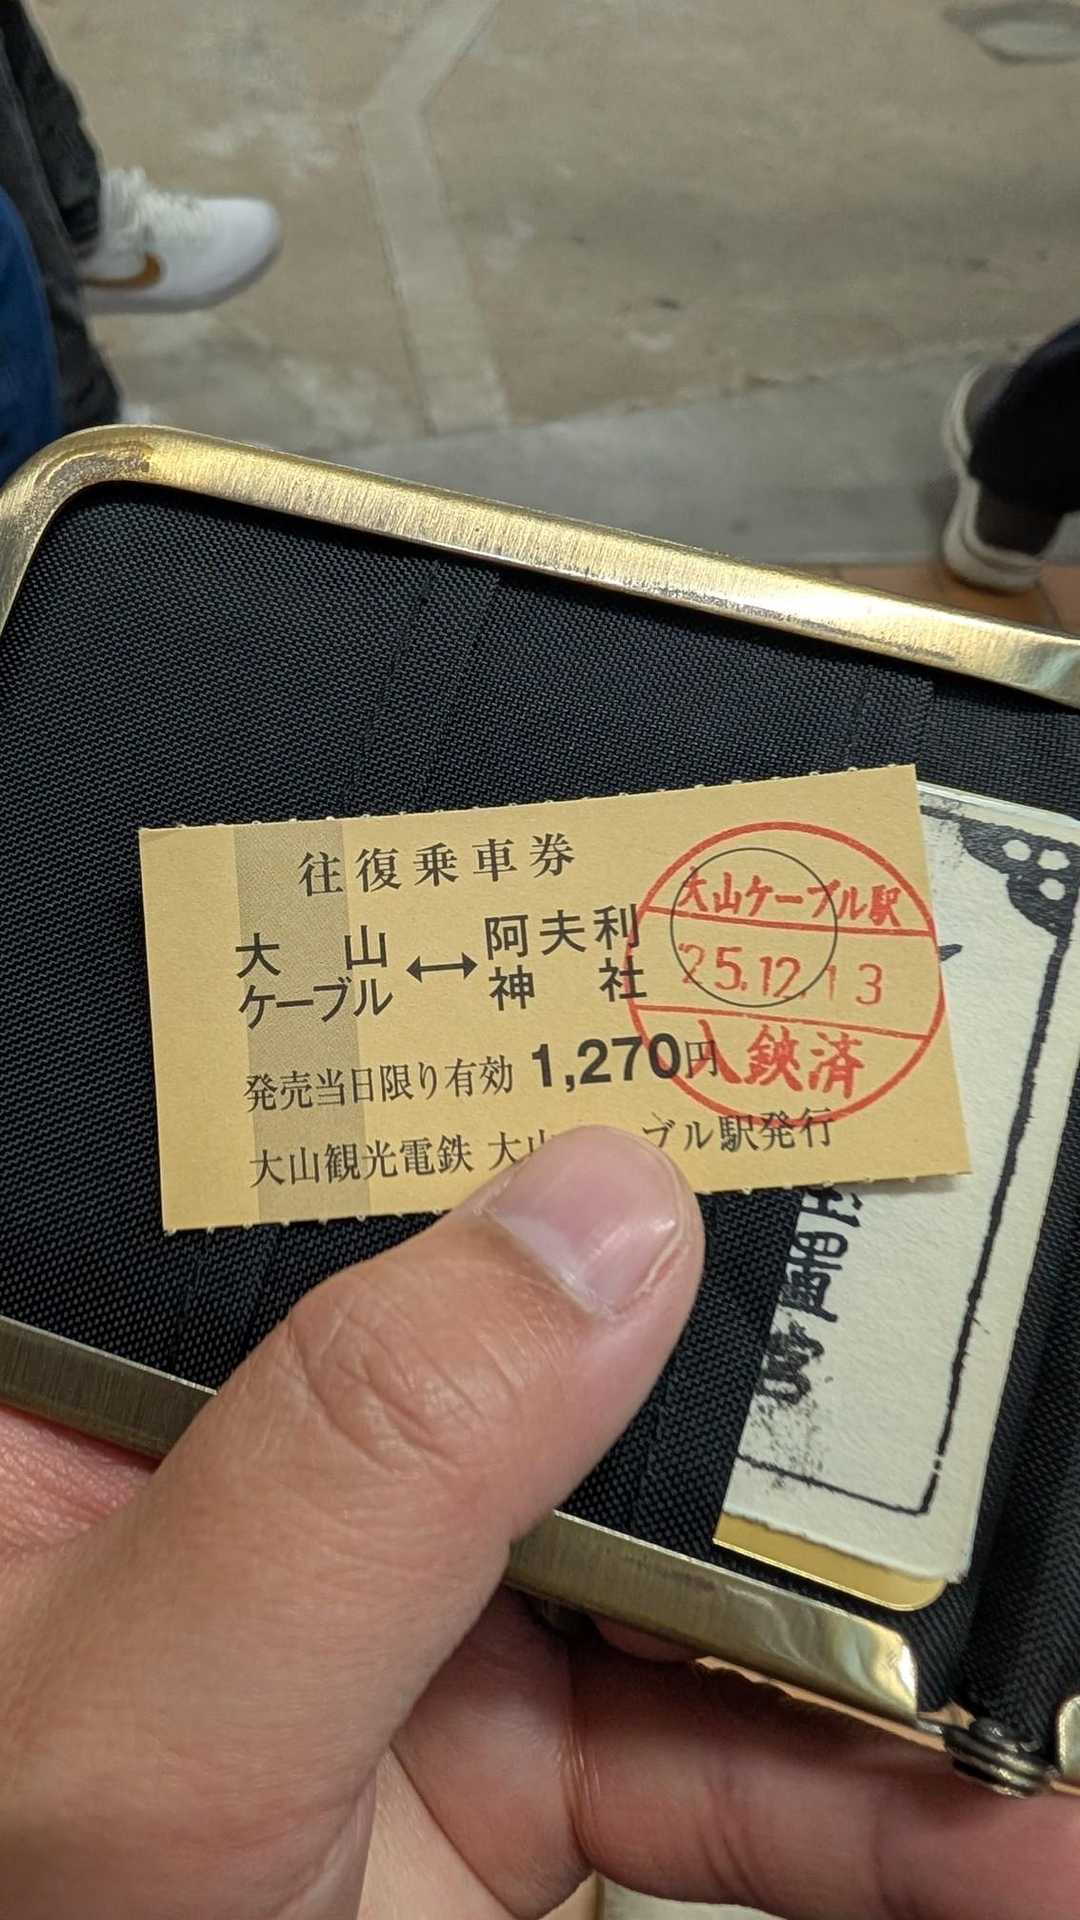 往復乗車券
大山ケーブル ↔ 阿夫利神社
発売当日限り有効 1,270円
大山観光電鉄 大山 ブル駅発行
大山ケーブル駅
'25.12.13
入鋏済